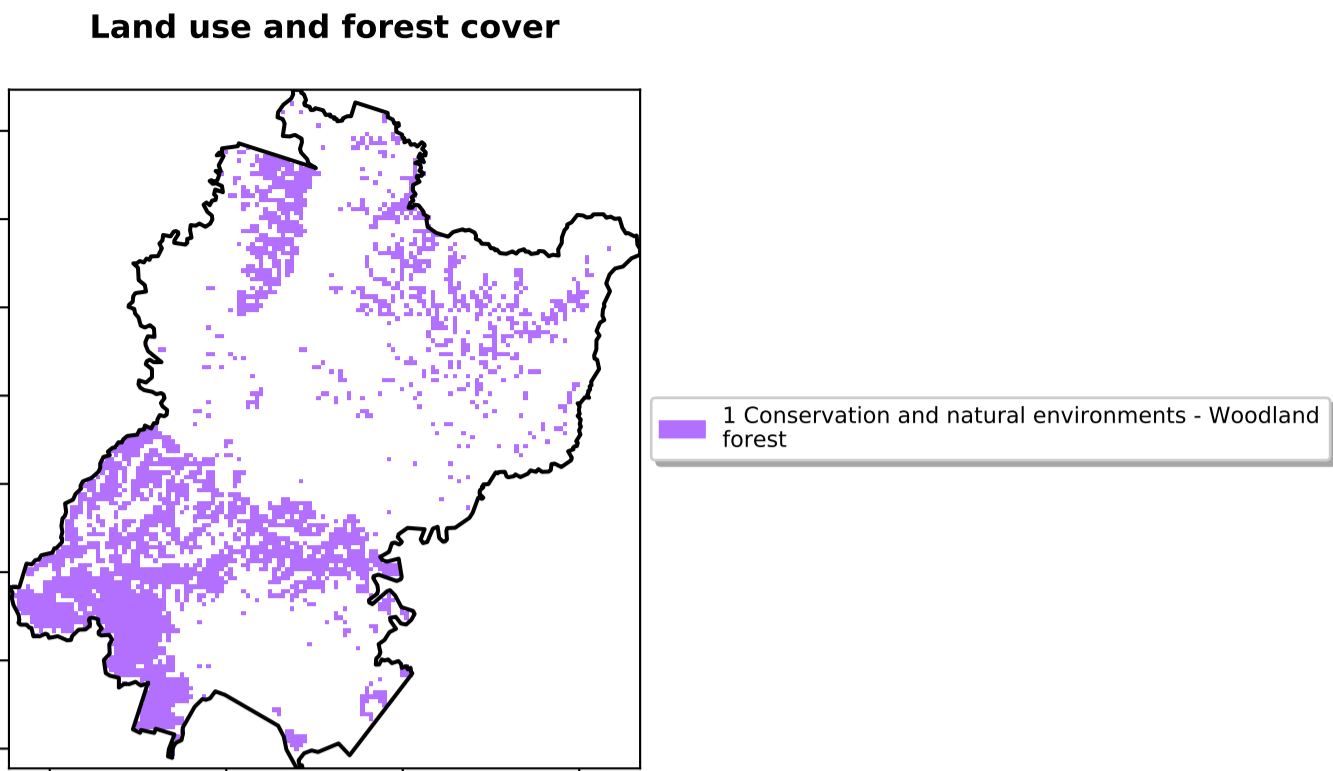 Land use and forest cover
1 Conservation and natural environments - Woodland
forest